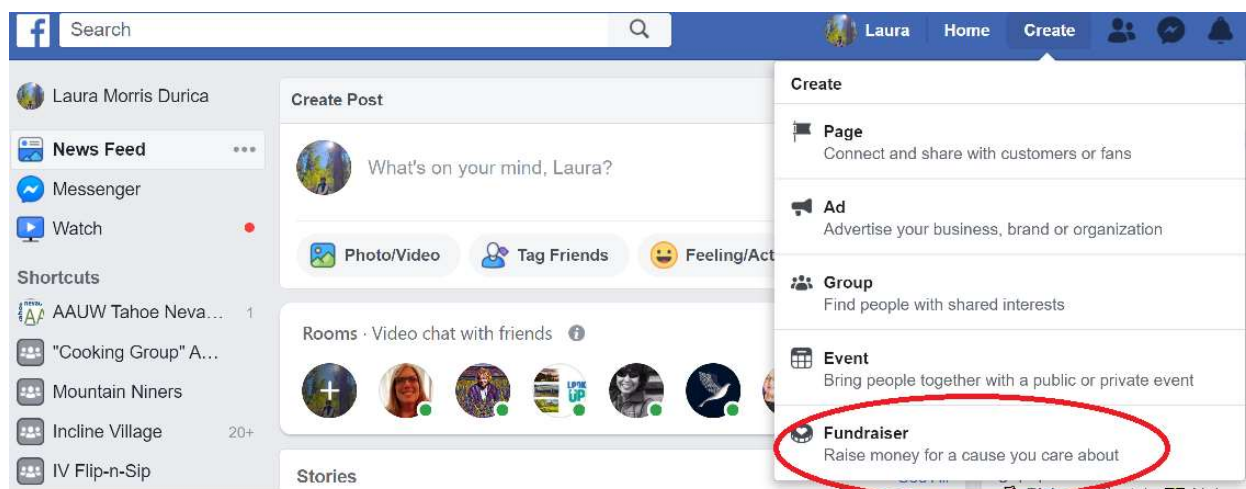 f
Search
Laura
Home
Create
Laura Morris Durica
News Feed
Messenger
Watch
Shortcuts
AAUW Tahoe Neva... 1
"Cooking Group" A...
Mountain Niners
Incline Village 20+
IV Flip-n-Sip
Create Post
What's on your mind, Laura?
Photo/Video
Tag Friends
Feeling/Act
Rooms · Video chat with friends
LOOK
UP
Stories
Create
Page
Connect and share with customers or fans
Ad
Advertise your business, brand or organization
Group
Find people with shared interests
Event
Bring people together with a public or private event
Fundraiser
Raise money for a cause you care about